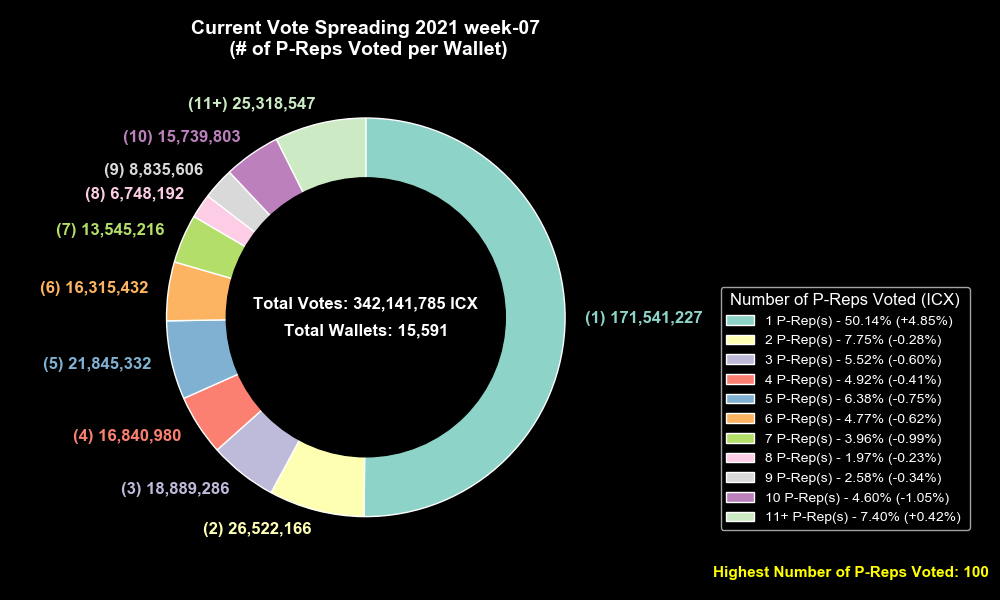 Current Vote Spreading 2021 week-07
(# of P-Reps Voted per Wallet)
(11+) 25,318,547
(10) 15,739,803
(9) 8,835,606
(8) 6,748,192
(7) 13,545,216
(6) 16,315,432
(5) 21,845,332
(4) 16,840,980
(3) 18,889,286
(2) 26,522,166
(1) 171,541,227
Total Votes: 342,141,785 ICX
Total Wallets: 15,591
Number of P-Reps Voted (ICX)
1 P-Rep(s) - 50.14% (+4.85%)
2 P-Rep(s) - 7.75% (-0.28%)
3 P-Rep(s) - 5.52% (-0.60%)
4 P-Rep(s) - 4.92% (-0.41%)
5 P-Rep(s) - 6.38% (-0.75%)
6 P-Rep(s) - 4.77% (-0.62%)
7 P-Rep(s) - 3.96% (-0.99%)
8 P-Rep(s) - 1.97% (-0.23%)
9 P-Rep(s) - 2.58% (-0.34%)
10 P-Rep(s) - 4.60% (-1.05%)
11+ P-Rep(s) - 7.40% (+0.42%)
Highest Number of P-Reps Voted: 100